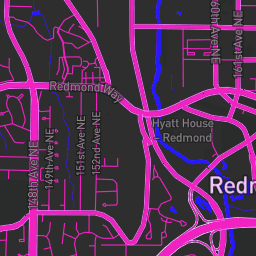 160th Ave NE
161st Ave NE
Redmond Way
Hyatt House
- Redmond
148th Ave NE
149th Ave NE
151st Ave NE
152nd Ave NE
Redm